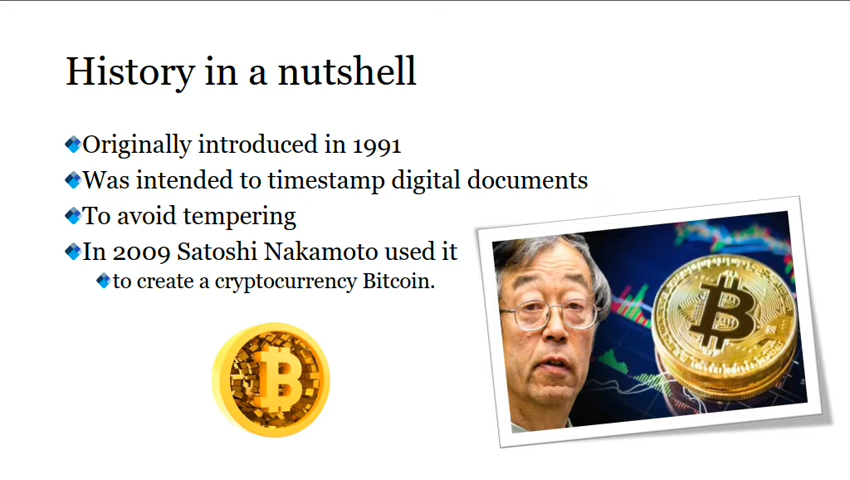 History in a nutshell
Originally introduced in 1991
Was intended to timestamp digital documents
To avoid tempering
In 2009 Satoshi Nakamoto used it
to create a cryptocurrency Bitcoin.